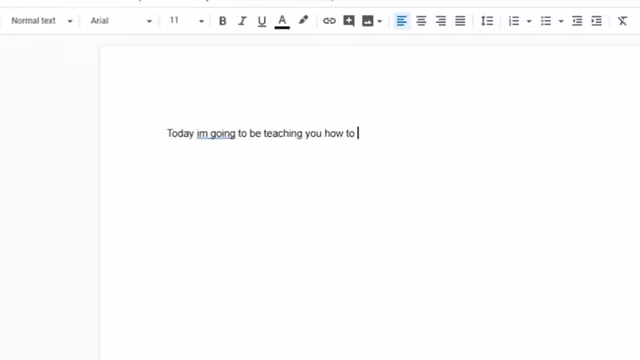 Normal text Arial 11 B I U A
Today im going to be teaching you how to